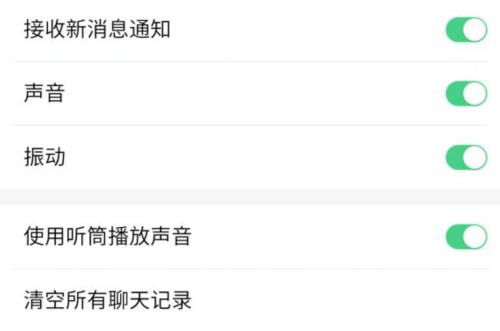 接收新消息通知
声音
振动
使用听筒播放声音
清空所有聊天记录